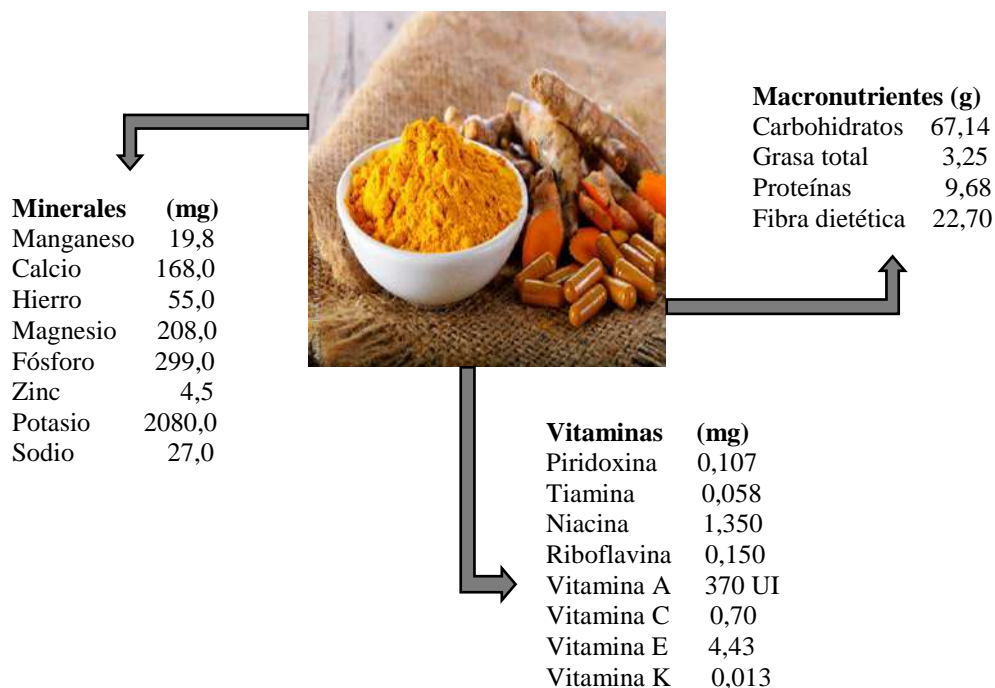 Macronutrientes (g)
Carbohidratos 67,14
Grasa total 3,25
Proteínas 9,68
Fibra dietética 22,70
Minerales (mg)
Manganeso 19,8
Calcio 168,0
Hierro 55,0
Magnesio 208,0
Fósforo 299,0
Zinc 4,5
Potasio 2080,0
Sodio 27,0
Vitaminas (mg)
Piridoxina 0,107
Tiamina 0,058
Niacina 1,350
Riboflavina 0,150
Vitamina A 370 UI
Vitamina C 0,70
Vitamina E 4,43
Vitamina K 0,013